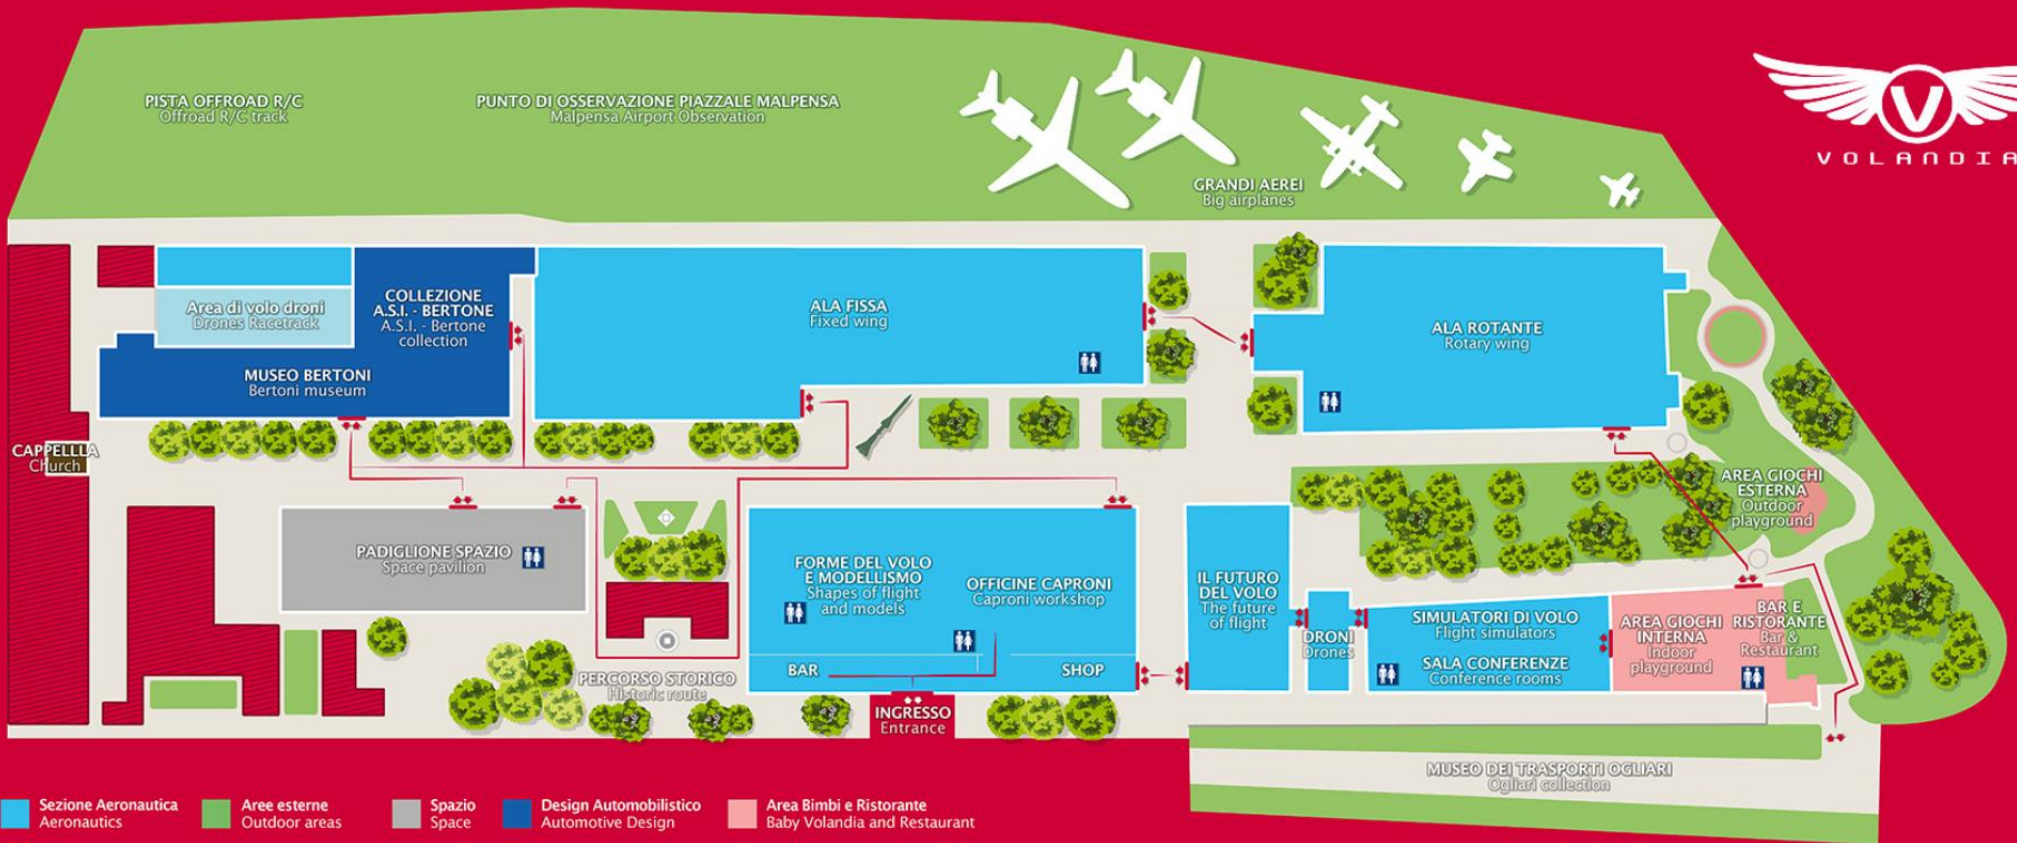 PISTA OFFROAD R/C
Offroad R/C track
PUNTO DI OSSERVAZIONE PIAZZALE MALPENSA
Malpensa Airport Observation
GRANDI AEREI
Big airplanes
V
VOLANDIA
Area di volo droni
Drones Racetrack
COLLEZIONE
A.S.I. - BERTONE
A.S.I. - Bertone
collection
MUSEO BERTONI
Bertoni museum
ALA FISSA
Fixed wing
ALA ROTANTE
Rotary wing
CAPPELLLA
Church
AREA GIOCHI
ESTERNA
Outdoor
playground
PADIGLIONE SPAZIO
Space pavilion
FORME DEL VOLO
E MODELLISMO
Shapes of flight
and models
OFFICINE CAPRONI
Caproni workshop
IL FUTURO
DEL VOLO
The future
of flight
DRONI
Drones
SIMULATORI DI VOLO
Flight simulators
SALA CONFERENZE
Conference rooms
AREA GIOCHI
INTERNA
Indoor
playground
BAR E
RISTORANTE
Bar &
Restaurant
BAR
SHOP
PERCORSO STORICO
Historic route
INGRESSO
Entrance
MUSEO DEI TRASPORTI OGLIARI
Ogliari collection
Sezione Aeronautica
Aeronautics
Aree esterne
Outdoor areas
Spazio
Space
Design Automobilistico
Automotive Design
Area Bimbi e Ristorante
Baby Volandia and Restaurant